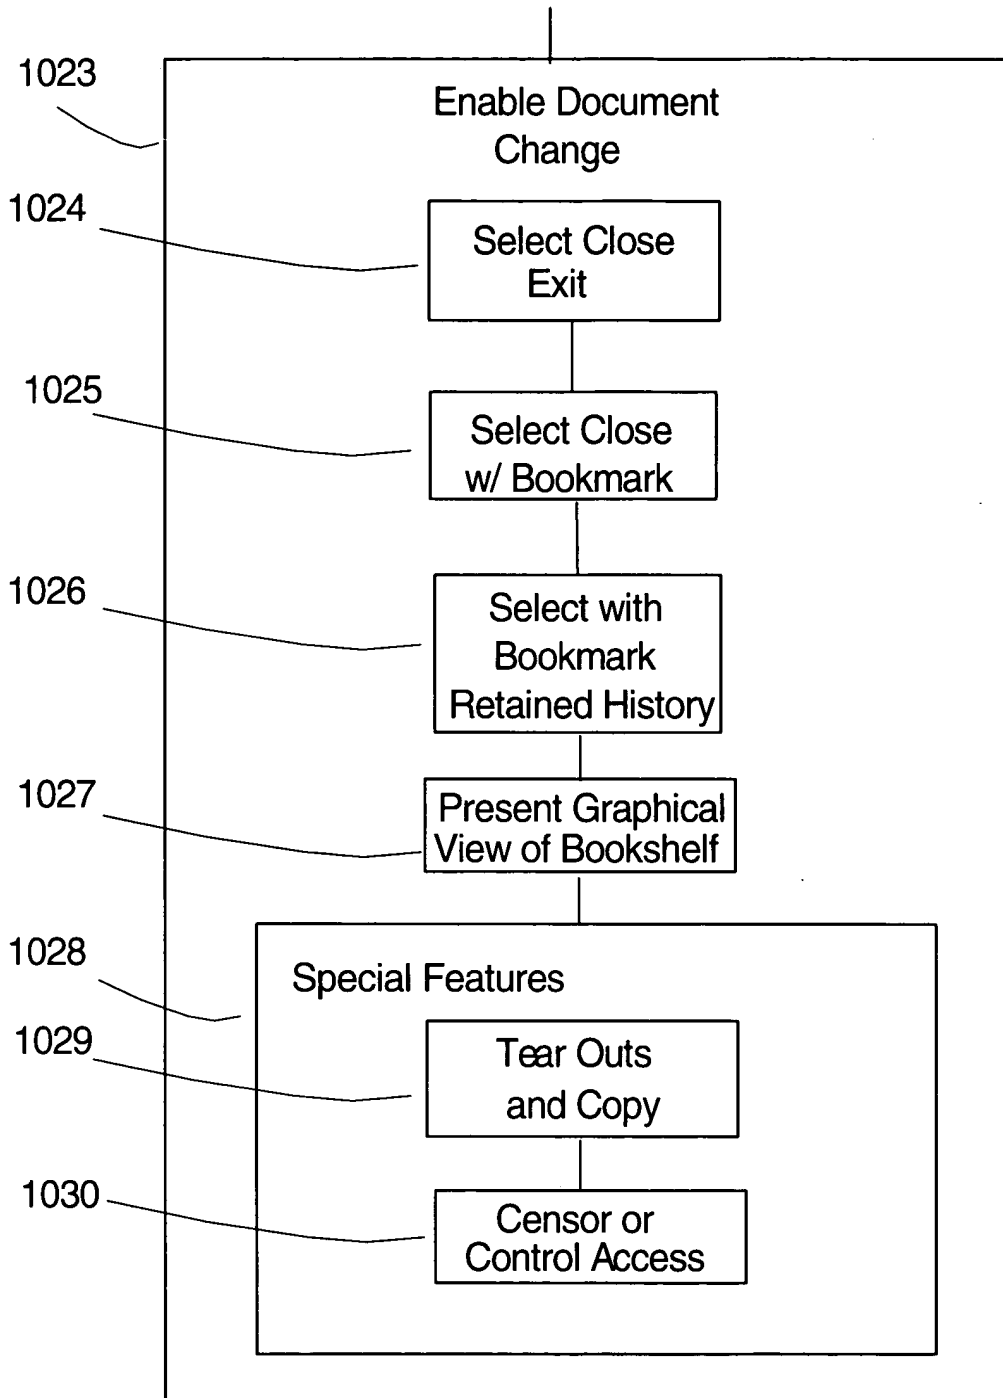 1023
Enable Document
Change
1024
Select Close
Exit
1025
Select Close
w/ Bookmark
1026
Select with
Bookmark
Retained History
1027
Present Graphical
View of Bookshelf
1028
Special Features
1029
Tear Outs
and Copy
1030
Censor or
Control Access